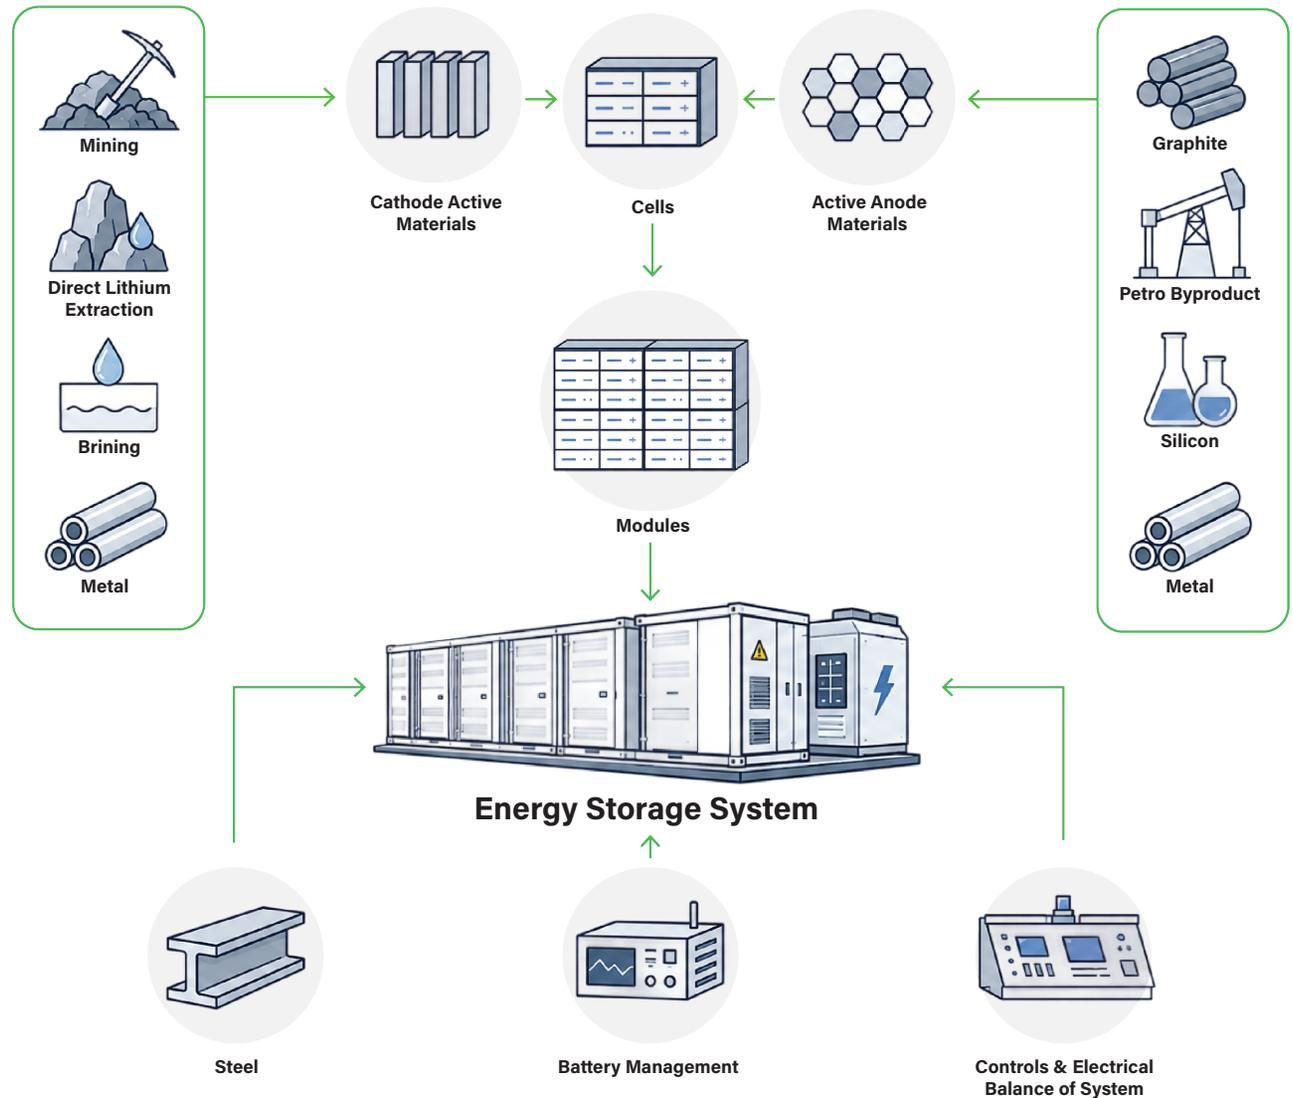 Mining
Direct Lithium
Extraction
Brining
Metal
Cathode Active
Materials
Cells
Active Anode
Materials
Graphite
Petro Byproduct
Silicon
Metal
Modules
Energy Storage System
Steel
Battery Management
Controls & Electrical
Balance of System